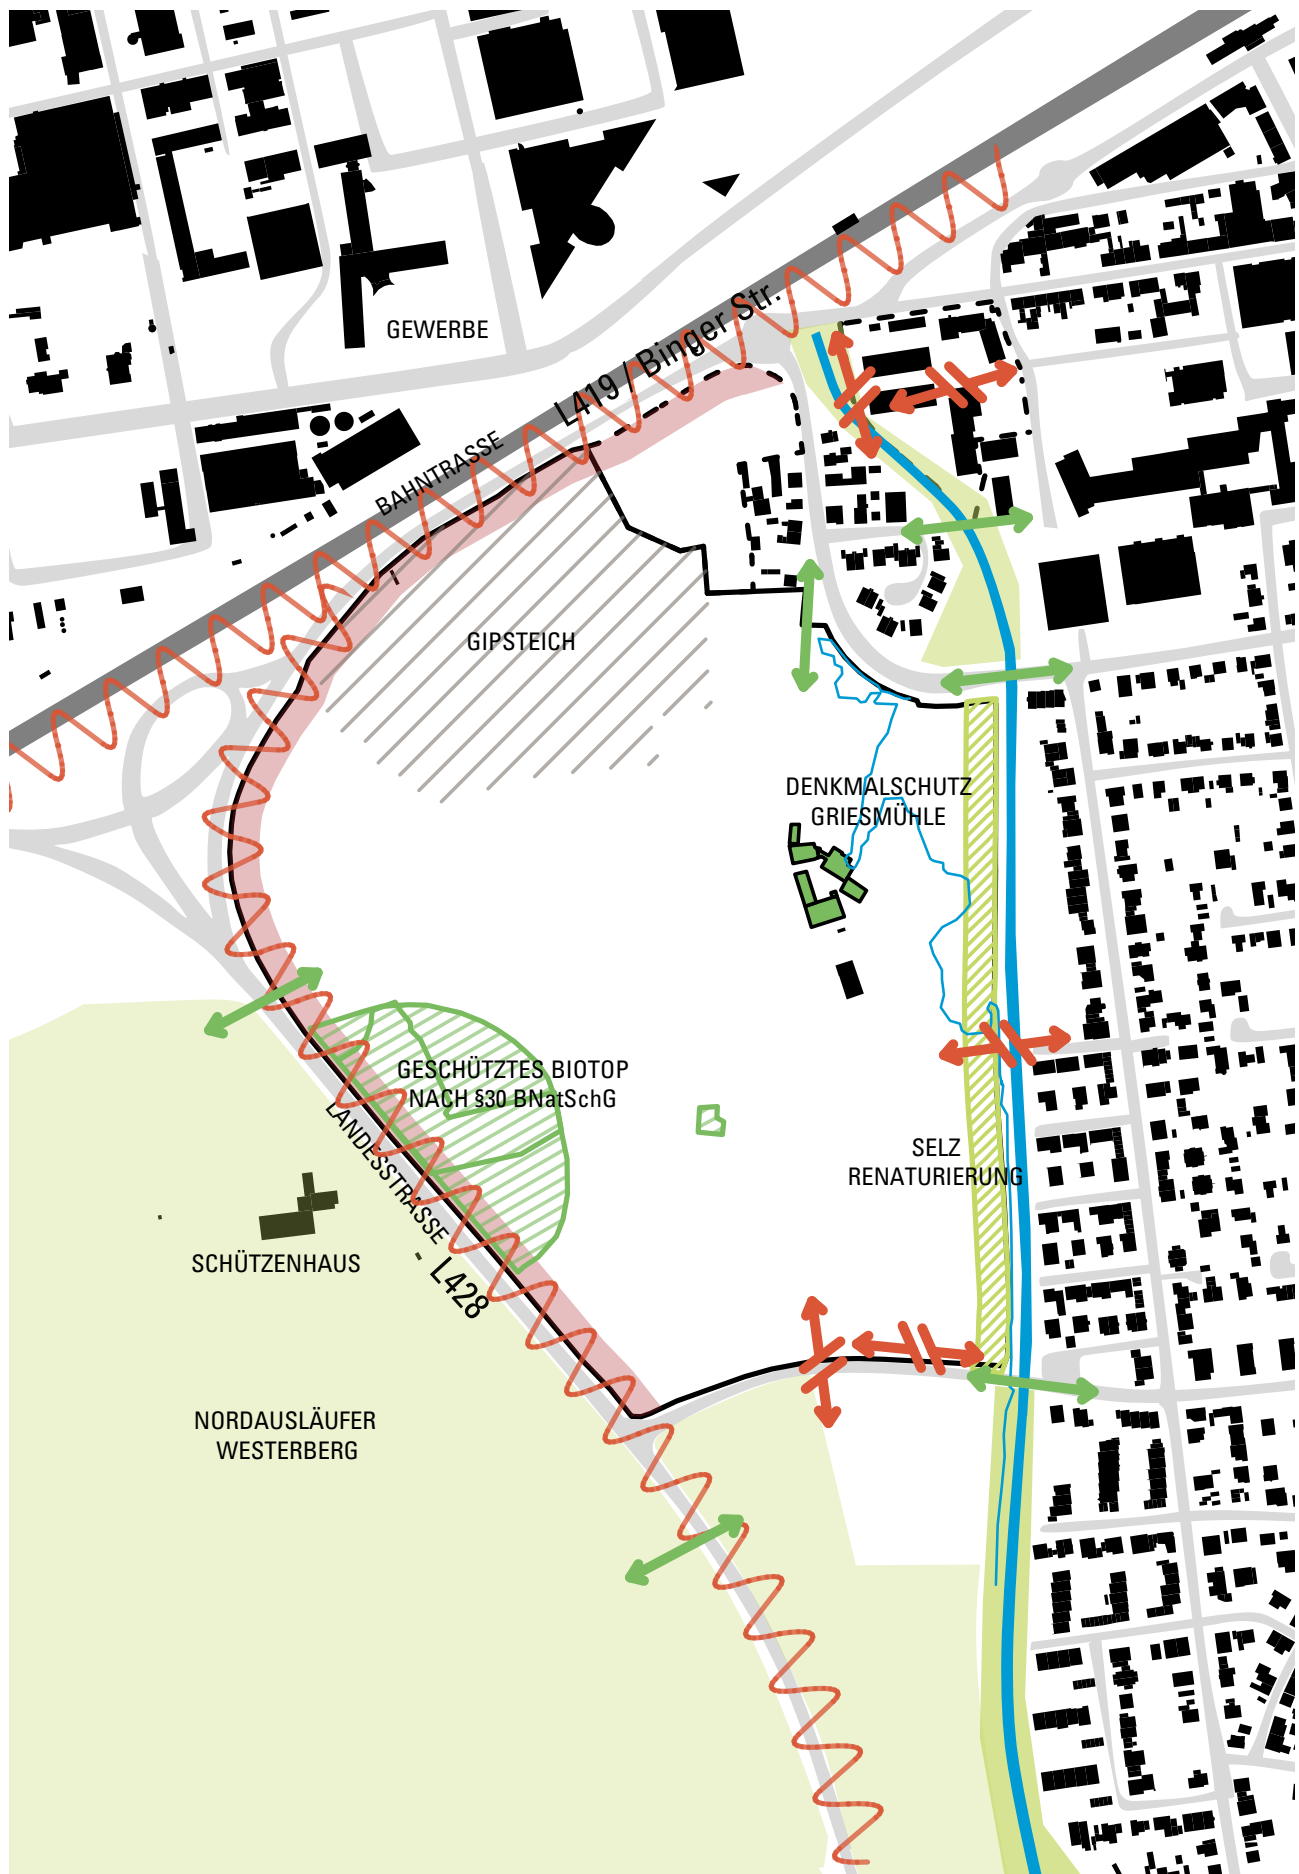 GEWERBE
L419 / Binger Str.
BAHNTRASSE
GIPSTEICH
DENKMALSCHUTZ
GRIESMÜHLE
GESCHÜTZTES BIOTOP
NACH §30 BNatSchG
LANDESSTRASSE
L428
SELZ
RENATURIERUNG
SCHÜTZENHAUS
NORDAUSLÄUFER
WESTERBERG